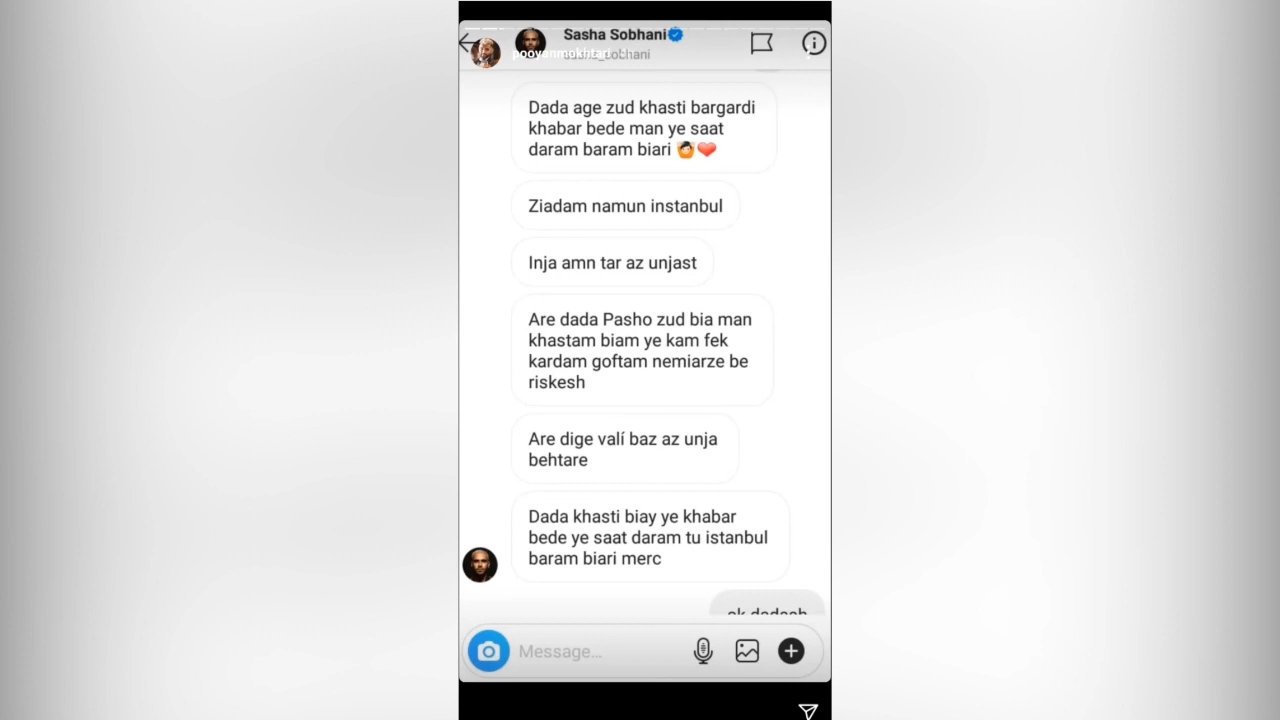 Sasha Sobhani
pooyenmokhtari
Dada age zud khasti bargardi
khabar bede man ye saat
daram baram biari 🙆❤️
Ziadam namun instanbul
Inja amn tar az unjast
Are dada Pasho zud bia man
khastam biam ye kam fek
kardam goftam nemiarze be
riskesh
Are dige valí baz az unja
behtare
Dada khasti biay ye khabar
bede ye saat daram tu istanbul
baram biari merc
ok dadash
Message...